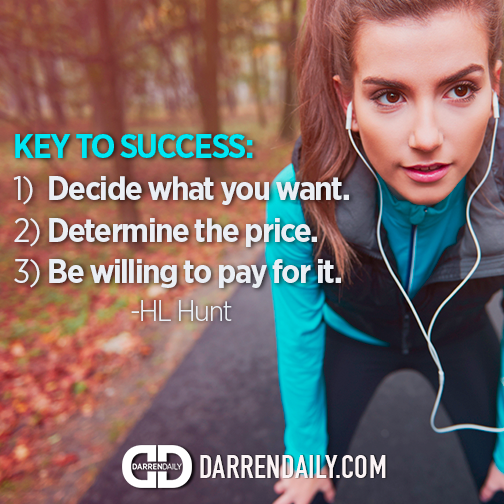 KEY TO SUCCESS:
1) Decide what you want.
2) Determine the price.
3) Be willing to pay for it.
-HL Hunt
DARRENDAILY
DARRENDAILY.COM